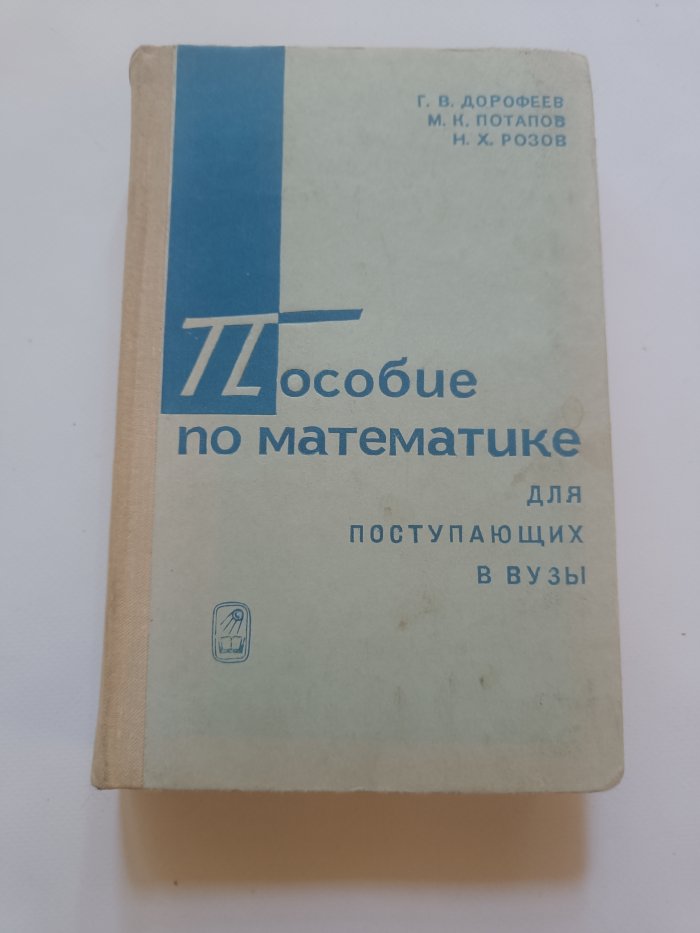 Г. В. ДОРОФЕЕВ
М. К. ПОТАПОВ
Н. Х. РОЗОВ
Пособие
по математике
ДЛЯ
ПОСТУПАЮЩИХ
В ВУЗЫ